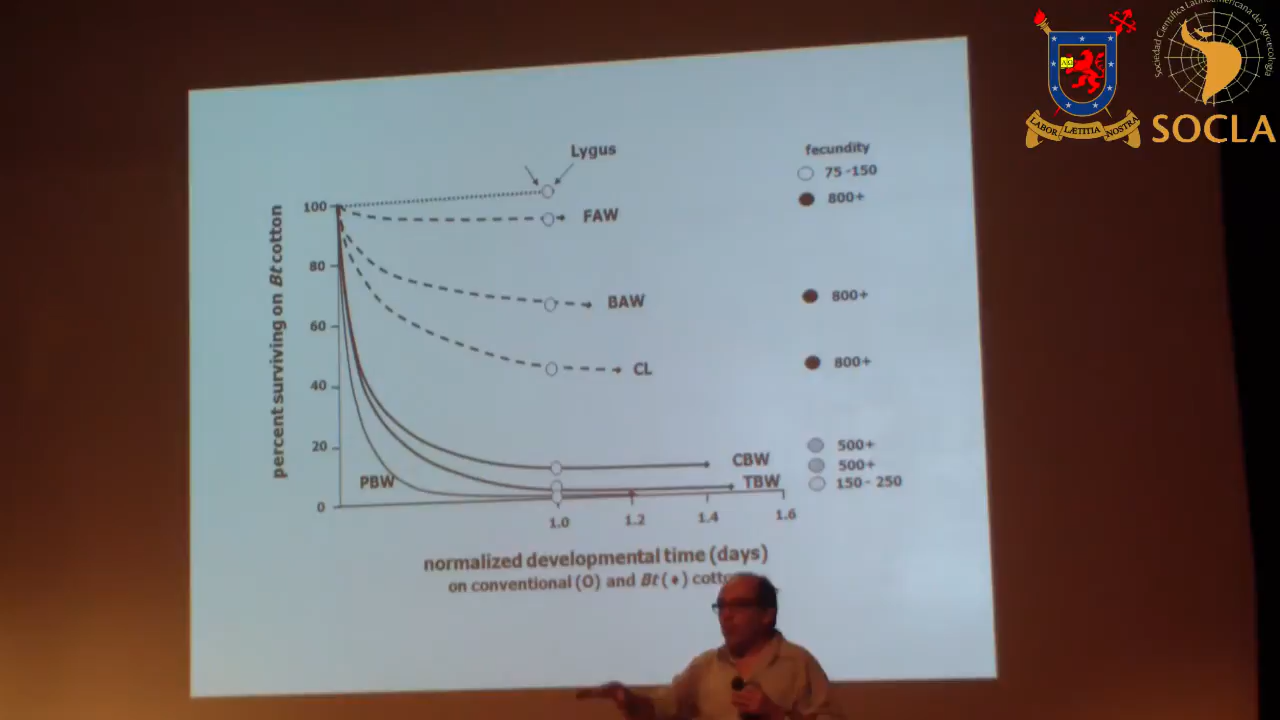 Sociedad Científica Latinoamericana de Agroecología
LABOR LÆTITIA NOSTRA
SOCLA
Lygus
fecundity
75 -150
100
FAW
800+
80
BAW
800+
60
CL
800+
40
percent surviving on Bt cotton
20
CBW
500+
500+
PBW
TBW
150 - 250
0
1.0
1.2
1.4
1.6
normalized developmental time (days)
on conventional (O) and Bt (•) cotto